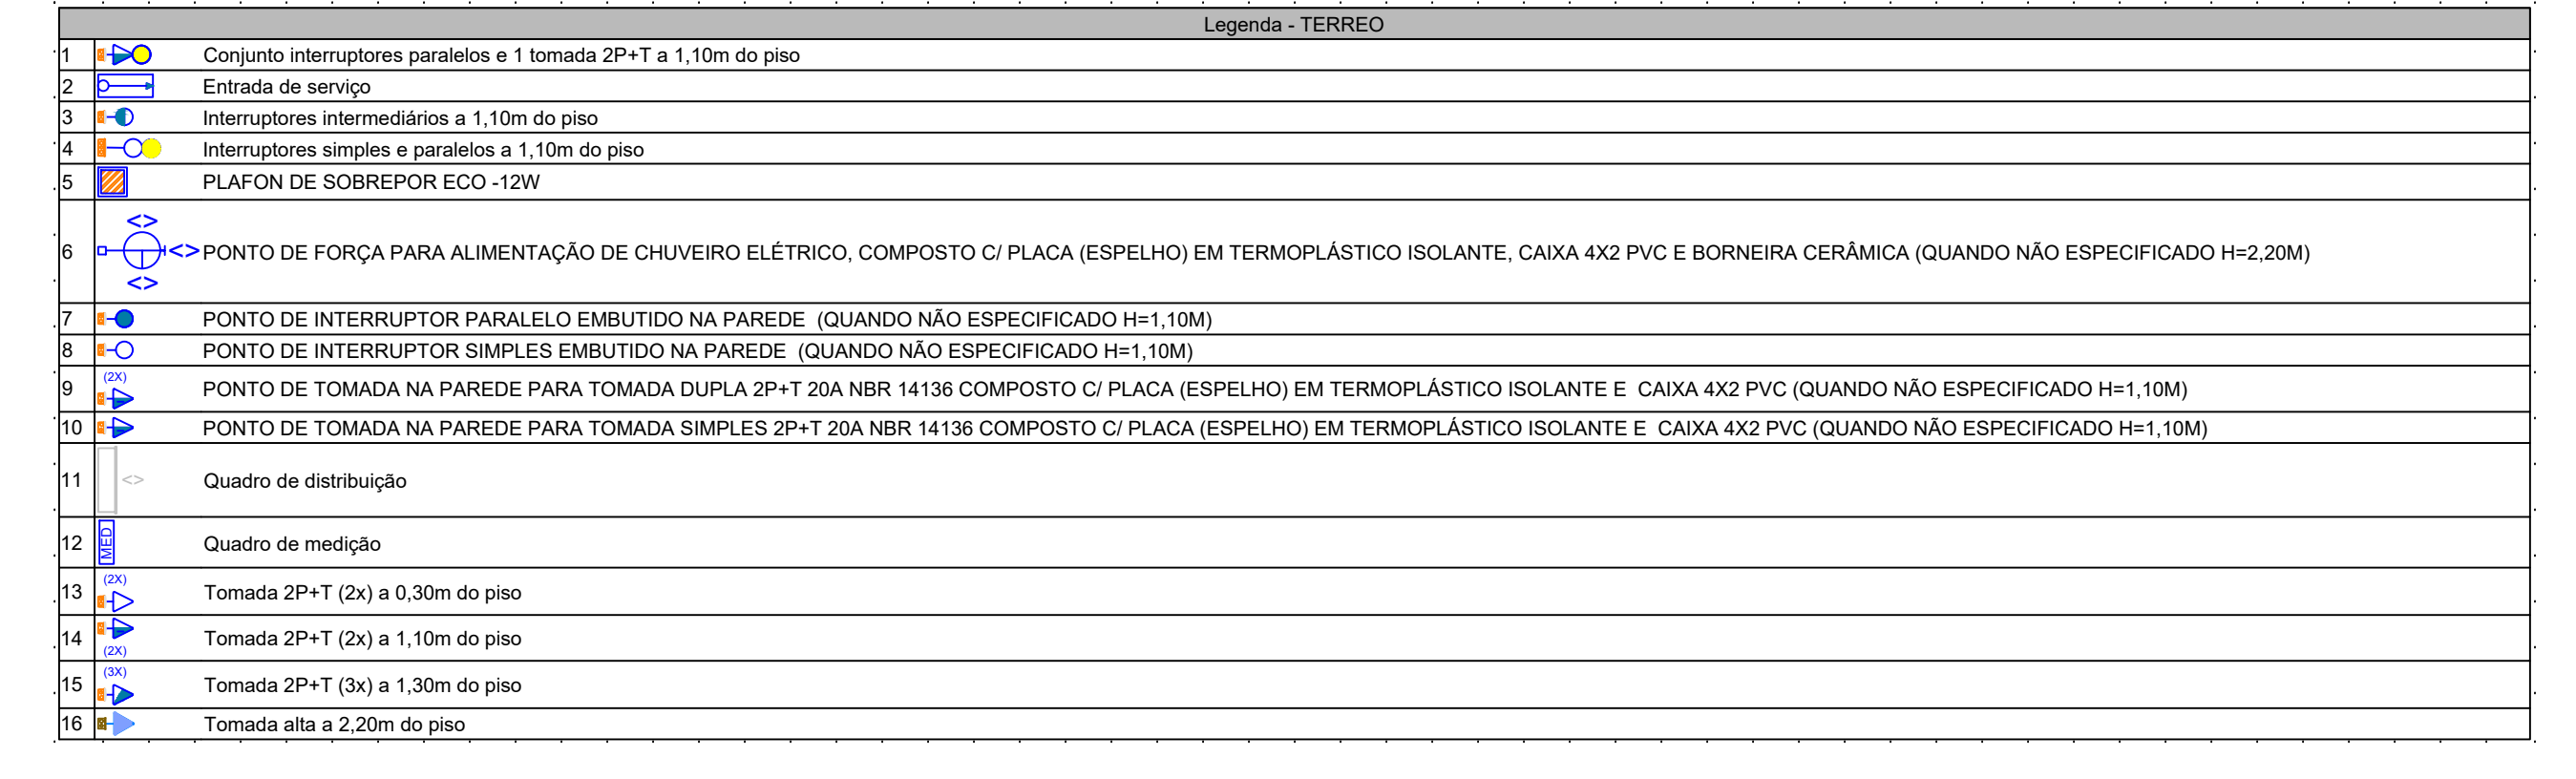 Legenda - TERREO
1 Conjunto interruptores paralelos e 1 tomada 2P+T a 1,10m do piso
2 Entrada de serviço
3 Interruptores intermediários a 1,10m do piso
4 Interruptores simples e paralelos a 1,10m do piso
5 PLAFON DE SOBREPOR ECO -12W
<>
6 <> PONTO DE FORÇA PARA ALIMENTAÇÃO DE CHUVEIRO ELÉTRICO, COMPOSTO C/ PLACA (ESPELHO) EM TERMOPLÁSTICO ISOLANTE, CAIXA 4X2 PVC E BORNEIRA CERÂMICA (QUANDO NÃO ESPECIFICADO H=2,20M)
<>
7 PONTO DE INTERRUPTOR PARALELO EMBUTIDO NA PAREDE (QUANDO NÃO ESPECIFICADO H=1,10M)
8 PONTO DE INTERRUPTOR SIMPLES EMBUTIDO NA PAREDE (QUANDO NÃO ESPECIFICADO H=1,10M)
(2X)
9 PONTO DE TOMADA NA PAREDE PARA TOMADA DUPLA 2P+T 20A NBR 14136 COMPOSTO C/ PLACA (ESPELHO) EM TERMOPLÁSTICO ISOLANTE E CAIXA 4X2 PVC (QUANDO NÃO ESPECIFICADO H=1,10M)
10 PONTO DE TOMADA NA PAREDE PARA TOMADA SIMPLES 2P+T 20A NBR 14136 COMPOSTO C/ PLACA (ESPELHO) EM TERMOPLÁSTICO ISOLANTE E CAIXA 4X2 PVC (QUANDO NÃO ESPECIFICADO H=1,10M)
11 <> Quadro de distribuição
12 MED Quadro de medição
(2X)
13 Tomada 2P+T (2x) a 0,30m do piso
14 Tomada 2P+T (2x) a 1,10m do piso
(2X)
(3X)
15 Tomada 2P+T (3x) a 1,30m do piso
16 Tomada alta a 2,20m do piso